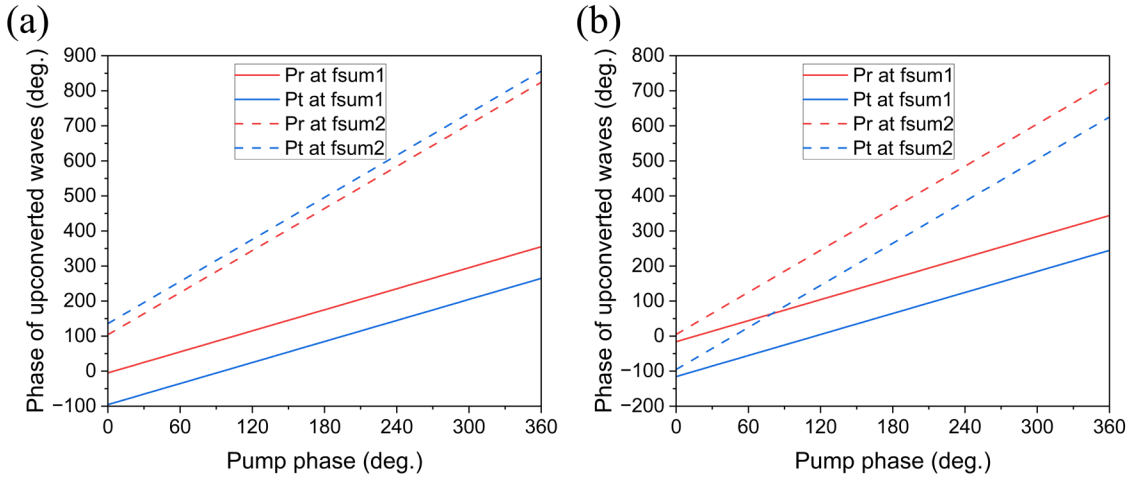 (a)
Phase of upconverted waves (deg.)
900
800
700
600
500
400
300
200
100
0
−100
Pr at fsum1
Pt at fsum1
Pr at fsum2
Pt at fsum2
0 60 120 180 240 300 360
Pump phase (deg.)
(b)
Phase of upconverted waves (deg.)
800
700
600
500
400
300
200
100
0
−100
−200
Pr at fsum1
Pt at fsum1
Pr at fsum2
Pt at fsum2
0 60 120 180 240 300 360
Pump phase (deg.)